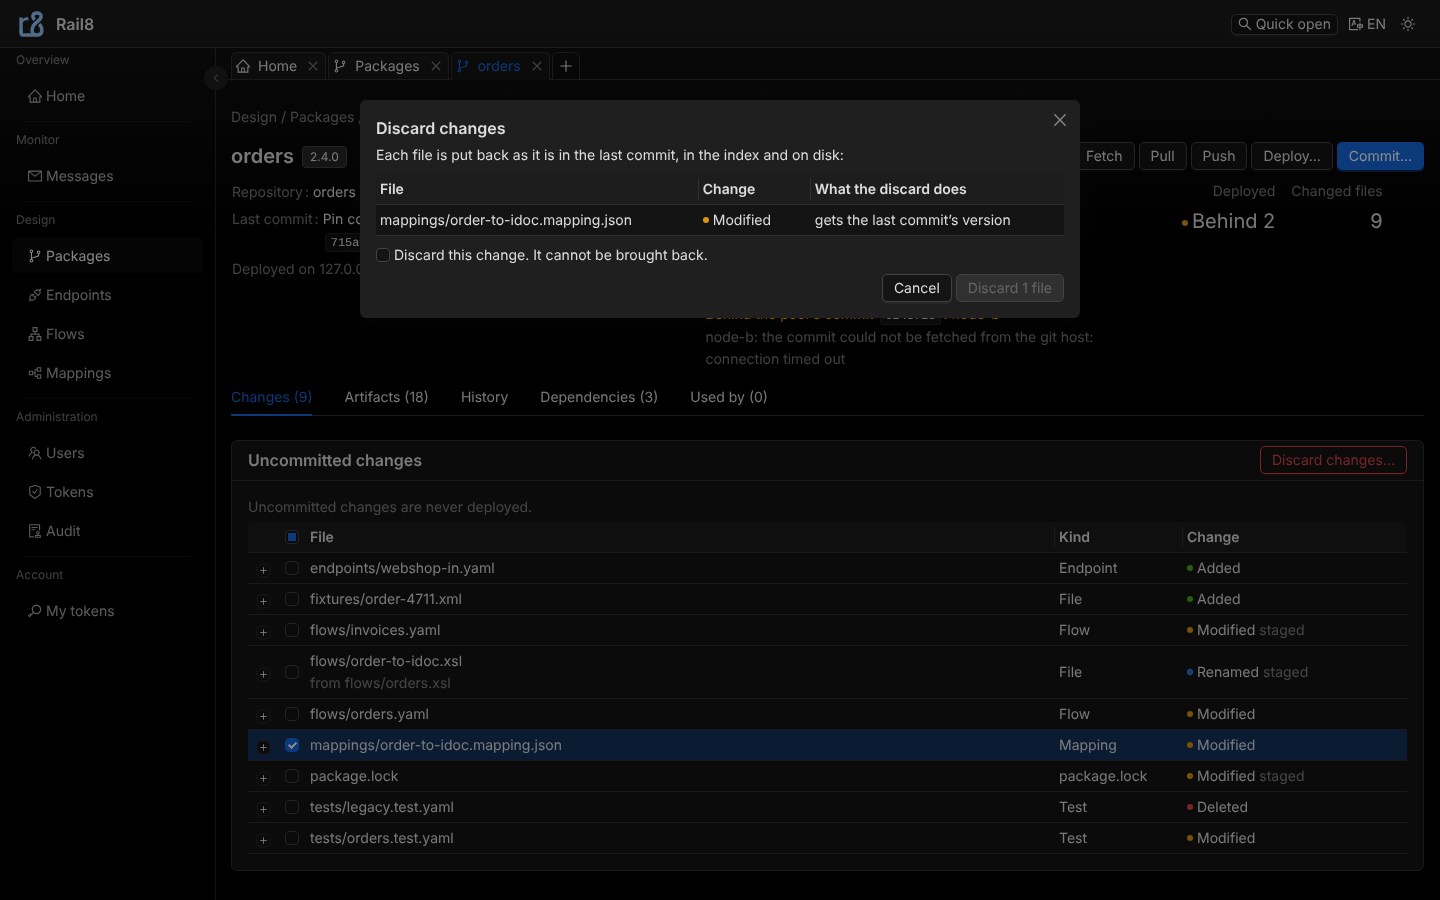 Rail8
Quick open
EN
Overview
Home
Monitor
Messages
Design
Packages
Endpoints
Flows
Mappings
Administration
Users
Tokens
Audit
Account
My tokens
Home
Packages
orders
Design / Packages /
orders 2.4.0
Fetch
Pull
Push
Deploy...
Commit...
Repository: orders
Last commit: Pin co
715a
Deployed on 127.0.0
Deployed
Behind 2
Changed files
9
Discard changes
Each file is put back as it is in the last commit, in the index and on disk:
File Change What the discard does
mappings/order-to-idoc.mapping.json Modified gets the last commit’s version
Discard this change. It cannot be brought back.
Cancel
Discard 1 file
node-b: the commit could not be fetched from the git host:
connection timed out
Changes (9)
Artifacts (18)
History
Dependencies (3)
Used by (0)
Uncommitted changes
Discard changes...
Uncommitted changes are never deployed.
File Kind Change
endpoints/webshop-in.yaml Endpoint Added
fixtures/order-4711.xml File Added
flows/invoices.yaml Flow Modified staged
flows/order-to-idoc.xsl File Renamed staged
from flows/orders.xsl
flows/orders.yaml Flow Modified
mappings/order-to-idoc.mapping.json Mapping Modified
package.lock package.lock Modified staged
tests/legacy.test.yaml Test Deleted
tests/orders.test.yaml Test Modified